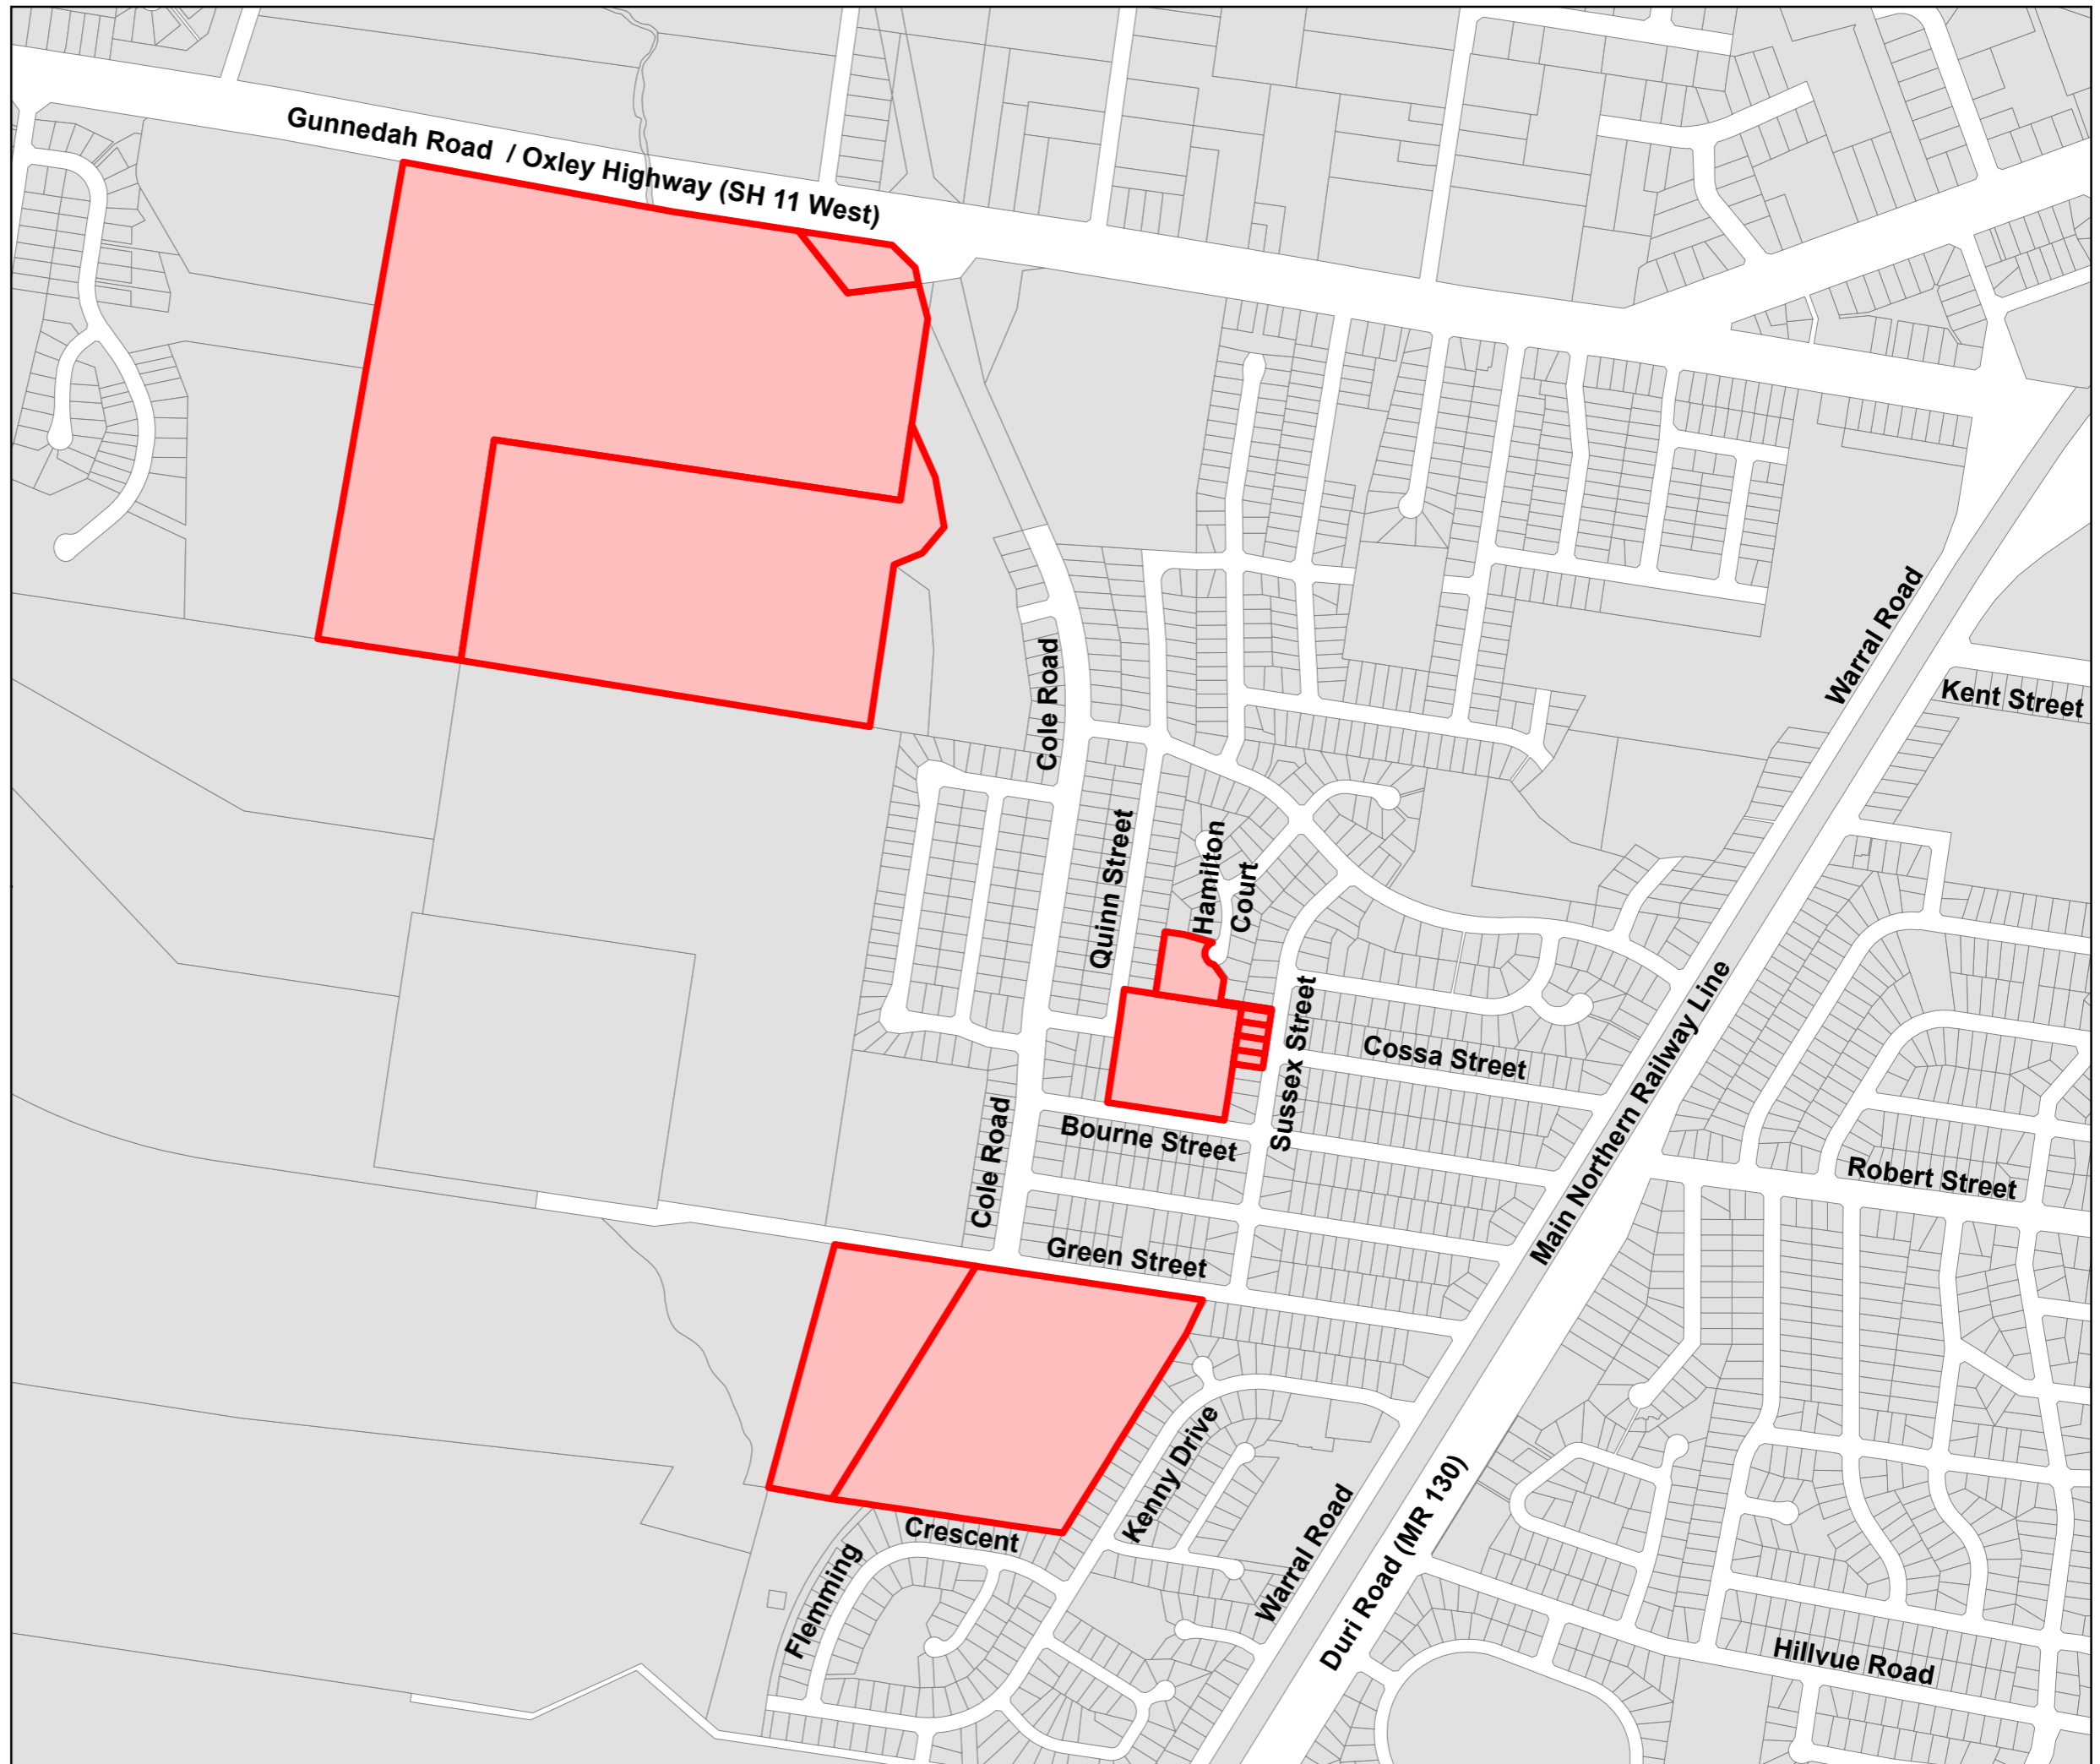 Gunnedah Road / Oxley Highway (SH 11 West)
Warral Road
Kent Street
Cole Road
Quinn Street
Hamilton
Court
Sussex Street
Cossa Street
Main Northern Railway Line
Bourne Street
Cole Road
Robert Street
Green Street
Kenny Drive
Crescent
Flemming
Warral Road
Duri Road (MR 130)
Hillvue Road